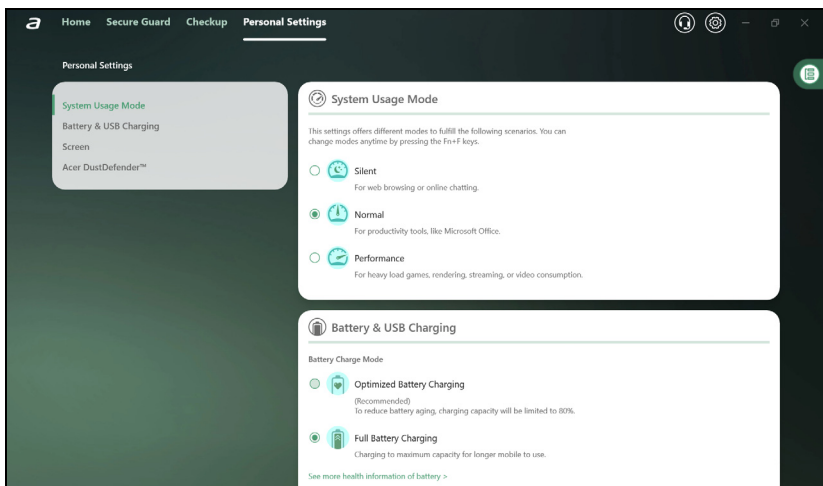 Home Secure Guard Checkup Personal Settings
Personal Settings
System Usage Mode
Battery & USB Charging
Screen
Acer DustDefender™
System Usage Mode
This settings offers different modes to fulfill the following scenarios. You can
change modes anytime by pressing the Fn+F keys.
Silent
For web browsing or online chatting.
Normal
For productivity tools, like Microsoft Office.
Performance
For heavy load games, rendering, streaming, or video consumption.
Battery & USB Charging
Battery Charge Mode
Optimized Battery Charging
(Recommended)
To reduce battery aging, charging capacity will be limited to 80%.
Full Battery Charging
Charging to maximum capacity for longer mobile to use.
See more health information of battery >